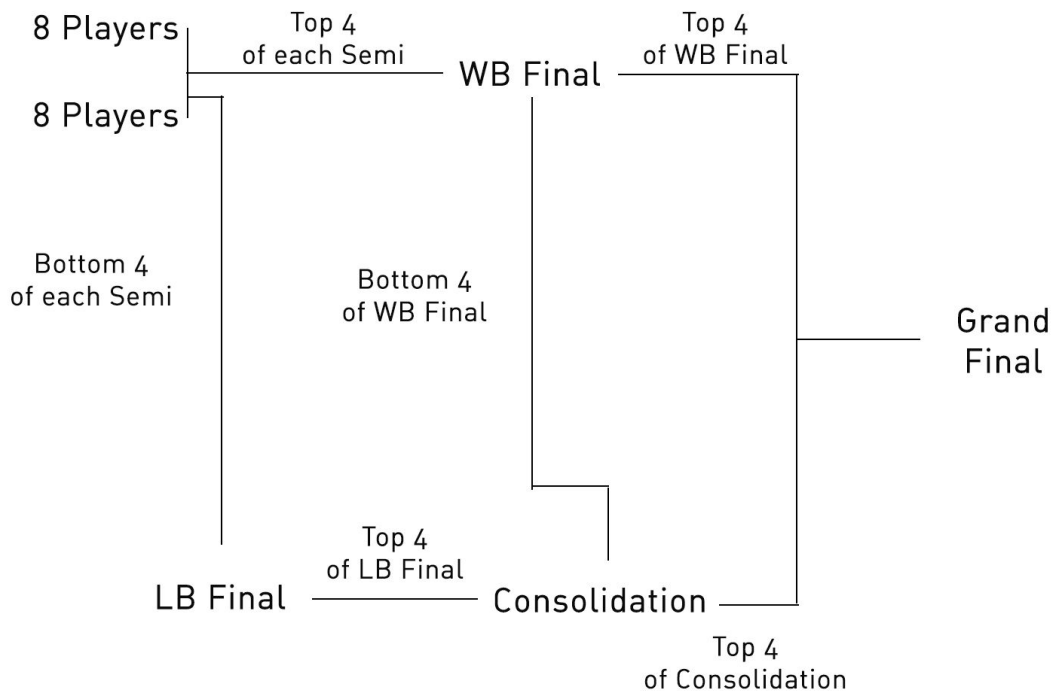 8 Players
Top 4
of each Semi
WB Final
Top 4
of WB Final
8 Players
Bottom 4
of each Semi
Bottom 4
of WB Final
Grand
Final
Top 4
of LB Final
LB Final
Consolidation
Top 4
of Consolidation